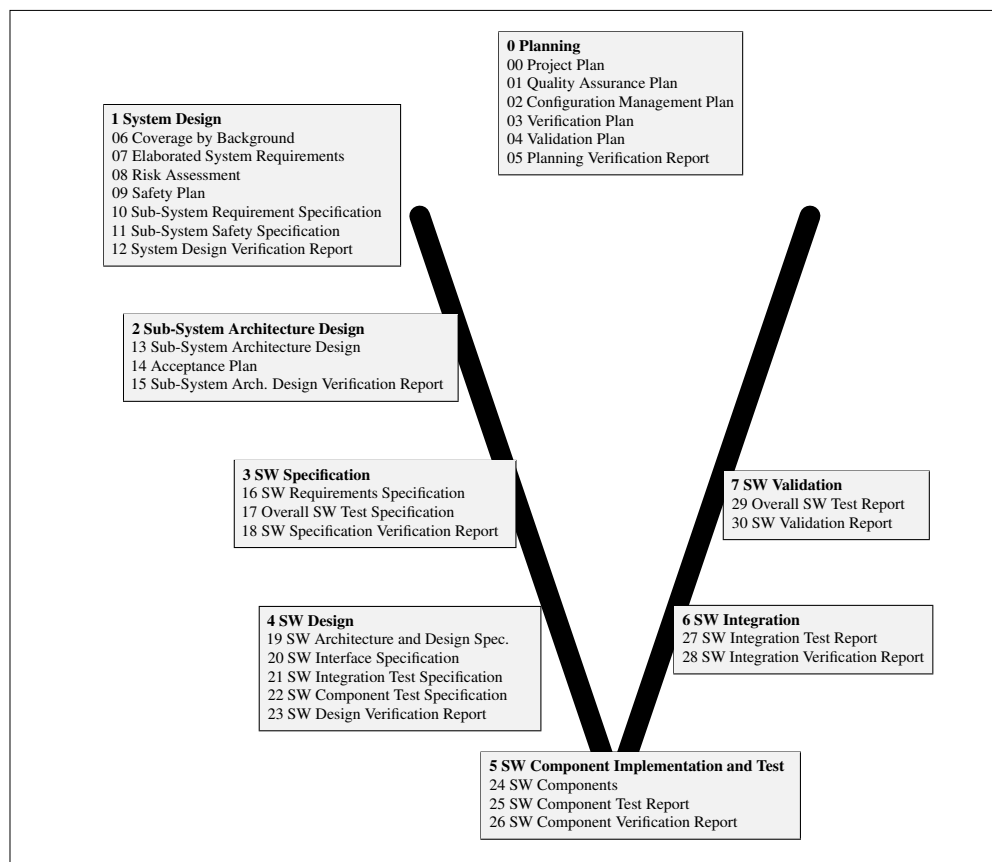 0 Planning
00 Project Plan
01 Quality Assurance Plan
02 Configuration Management Plan
03 Verification Plan
04 Validation Plan
05 Planning Verification Report
1 System Design
06 Coverage by Background
07 Elaborated System Requirements
08 Risk Assessment
09 Safety Plan
10 Sub-System Requirement Specification
11 Sub-System Safety Specification
12 System Design Verification Report
2 Sub-System Architecture Design
13 Sub-System Architecture Design
14 Acceptance Plan
15 Sub-System Arch. Design Verification Report
3 SW Specification
16 SW Requirements Specification
17 Overall SW Test Specification
18 SW Specification Verification Report
7 SW Validation
29 Overall SW Test Report
30 SW Validation Report
4 SW Design
19 SW Architecture and Design Spec.
20 SW Interface Specification
21 SW Integration Test Specification
22 SW Component Test Specification
23 SW Design Verification Report
6 SW Integration
27 SW Integration Test Report
28 SW Integration Verification Report
5 SW Component Implementation and Test
24 SW Components
25 SW Component Test Report
26 SW Component Verification Report